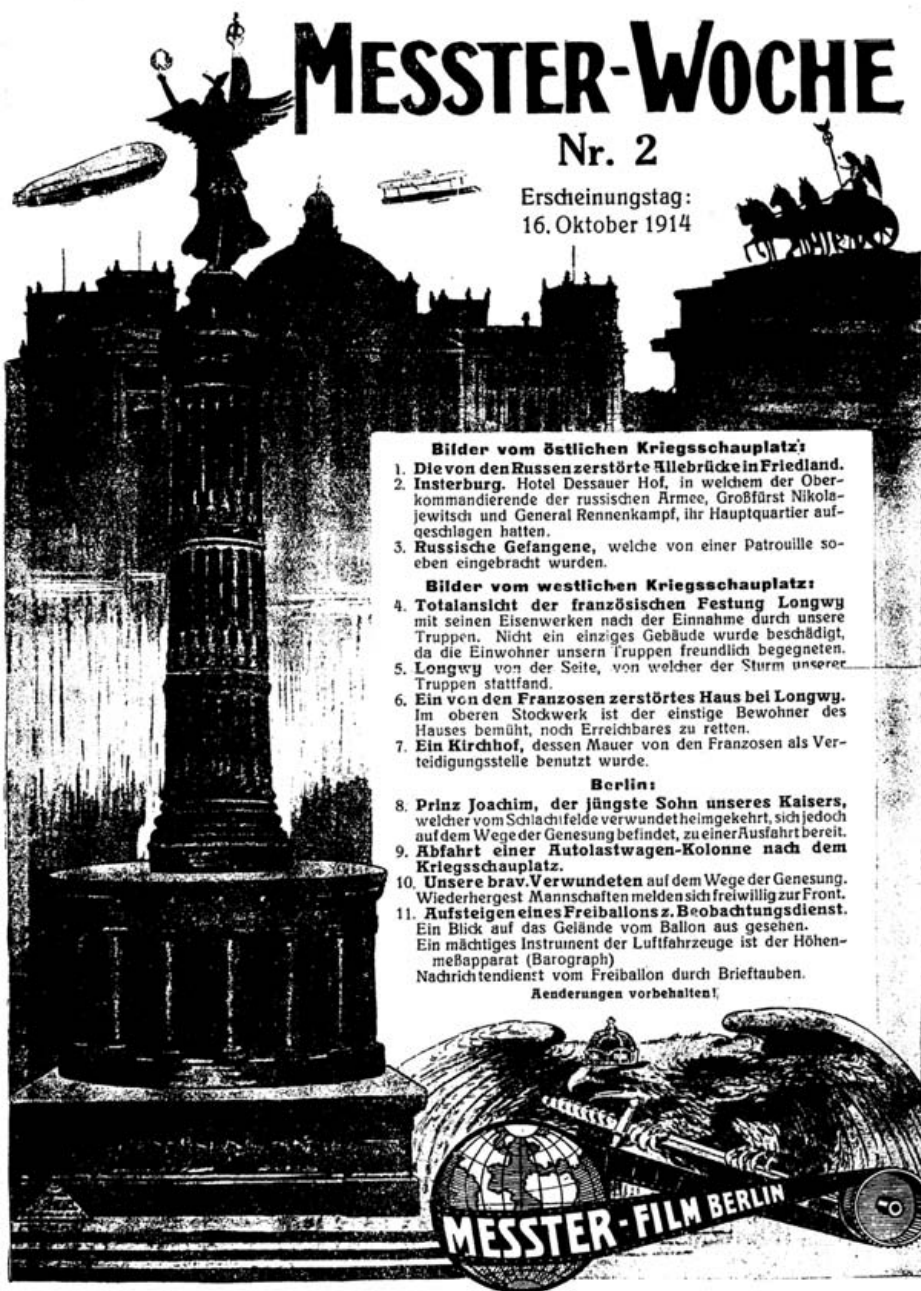 MESSTER-WOCHE
Nr. 2
Erscheinungstag:
16. Oktober 1914
Bilder vom östlichen Kriegsschauplatz:
1. Die von den Russen zerstörte Allebrücke in Friedland.
2. Insterburg. Hotel Dessauer Hof, in welchem der Ober-
kommandierende der russischen Armee, Großfürst Nikola-
jewitsch und General Rennenkampf, ihr Hauptquartier auf-
geschlagen hatten.
3. Russische Gefangene, welche von einer Patrouille so-
eben eingebracht wurden.
Bilder vom westlichen Kriegsschauplatz:
4. Totalansicht der französischen Festung Longwy
mit seinen Eisenwerken nach der Einnahme durch unsere
Truppen. Nicht ein einziges Gebäude wurde beschädigt,
da die Einwohner unsern Truppen freundlich begegneten.
5. Longwy von der Seite, von welcher der Sturm unserer
Truppen stattfand.
6. Ein von den Franzosen zerstörtes Haus bei Longwy.
Im oberen Stockwerk ist der einstige Bewohner des
Hauses bemüht, noch Erreichbares zu retten.
7. Ein Kirchhof, dessen Mauer von den Franzosen als Ver-
teidigungsstelle benutzt wurde.
Berlin:
8. Prinz Joachim, der jüngste Sohn unseres Kaisers,
welcher vom Schlachtfelde verwundet heimgekehrt, sich jedoch
auf dem Wege der Genesung befindet, zu einer Ausfahrt bereit.
9. Abfahrt einer Autolastwagen-Kolonne nach dem
Kriegsschauplatz.
10. Unsere brav. Verwundeten auf dem Wege der Genesung.
Wiederhergest Mannschaften melden sich freiwillig zur Front.
11. Aufsteigen eines Freiballons z. Beobachtungsdienst.
Ein Blick auf das Gelände vom Ballon aus gesehen.
Ein mächtiges Instrument der Luftfahrzeuge ist der Höhen-
meßapparat (Barograph)
Nachrichtendienst vom Freiballon durch Brieftauben.
Aenderungen vorbehalten!
MESSTER-FILM BERLIN